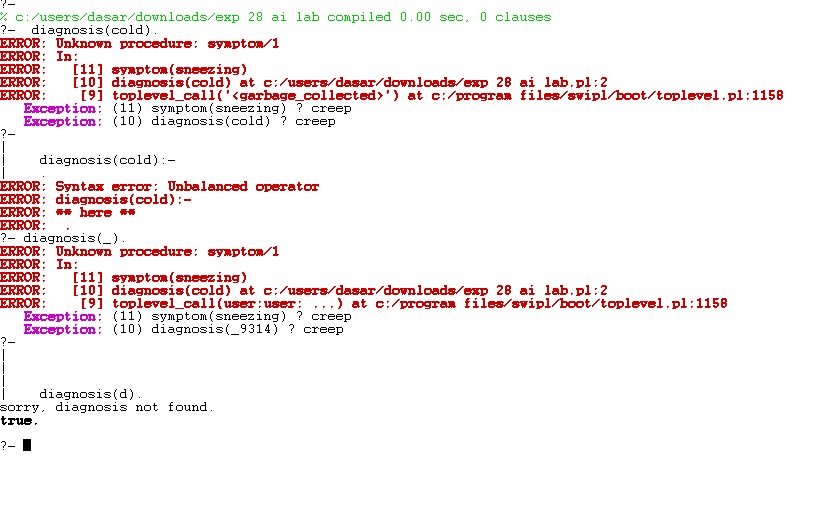 ?-
% c:/users/dasar/downloads/exp 28 ai lab compiled 0.00 sec, 0 clauses
?-  diagnosis(cold).
ERROR: Unknown procedure: symptom/1
ERROR: In:
ERROR:   [11] symptom(sneezing)
ERROR:   [10] diagnosis(cold) at c:/users/dasar/downloads/exp 28 ai lab.pl:2
ERROR:    [9] toplevel_call('<garbage_collected>') at c:/program files/swipl/boot/toplevel.pl:1158
   Exception: (11) symptom(sneezing) ? creep
   Exception: (10) diagnosis(cold) ? creep
?-
|
|    diagnosis(cold):-
|    .
ERROR: Syntax error: Unbalanced operator
ERROR: diagnosis(cold):-
ERROR: ** here **
ERROR:  .
?- diagnosis(_).
ERROR: Unknown procedure: symptom/1
ERROR: In:
ERROR:   [11] symptom(sneezing)
ERROR:   [10] diagnosis(cold) at c:/users/dasar/downloads/exp 28 ai lab.pl:2
ERROR:    [9] toplevel_call(user:user: ...) at c:/program files/swipl/boot/toplevel.pl:1158
   Exception: (11) symptom(sneezing) ? creep
   Exception: (10) diagnosis(_9314) ? creep
?-
|
|
|
|    diagnosis(d).
sorry, diagnosis not found.
true.
?-